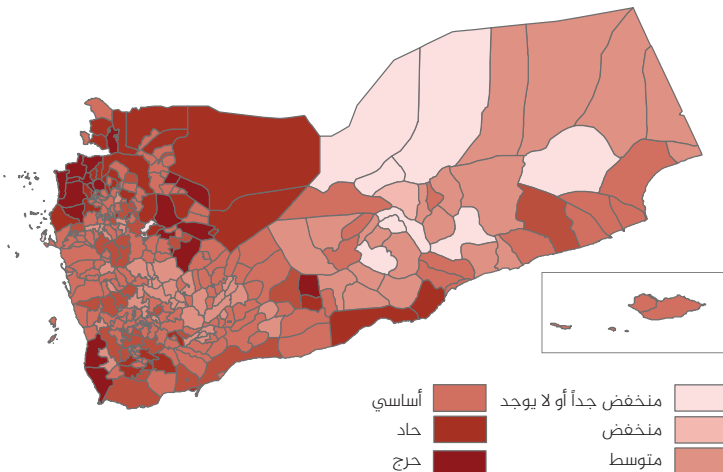 منخفض جداً أو لا يوجد
منخفض
متوسط
أساسي
حاد
حرج